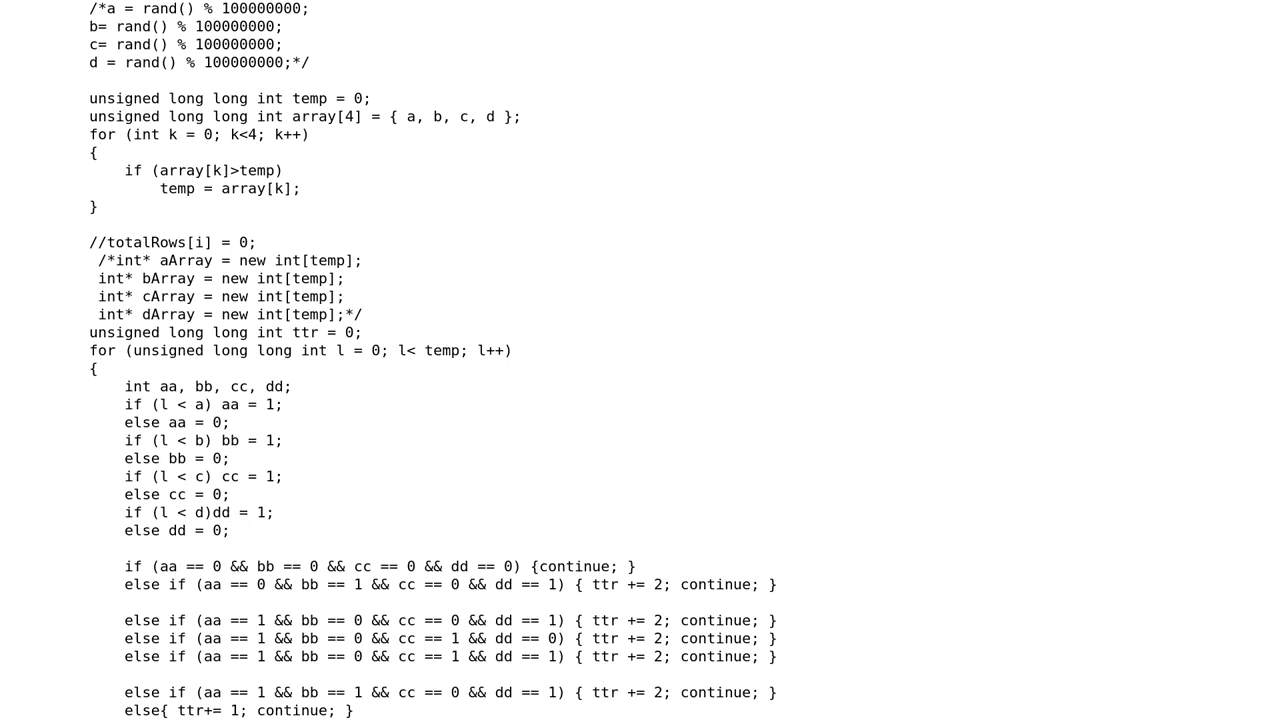 /*a = rand() % 100000000;
b= rand() % 100000000;
c= rand() % 100000000;
d = rand() % 100000000;*/
unsigned long long int temp = 0;
unsigned long long int array[4] = { a, b, c, d };
for (int k = 0; k<4; k++)
{
if (array[k]>temp)
temp = array[k];
}
//totalRows[i] = 0;
/*int* aArray = new int[temp];
int* bArray = new int[temp];
int* cArray = new int[temp];
int* dArray = new int[temp];*/
unsigned long long int ttr = 0;
for (unsigned long long int l = 0; l< temp; l++)
{
int aa, bb, cc, dd;
if (l < a) aa = 1;
else aa = 0;
if (l < b) bb = 1;
else bb = 0;
if (l < c) cc = 1;
else cc = 0;
if (l < d)dd = 1;
else dd = 0;
if (aa == 0 && bb == 0 && cc == 0 && dd == 0) {continue; }
else if (aa == 0 && bb == 1 && cc == 0 && dd == 1) { ttr += 2; continue; }
else if (aa == 1 && bb == 0 && cc == 0 && dd == 1) { ttr += 2; continue; }
else if (aa == 1 && bb == 0 && cc == 1 && dd == 0) { ttr += 2; continue; }
else if (aa == 1 && bb == 0 && cc == 1 && dd == 1) { ttr += 2; continue; }
else if (aa == 1 && bb == 1 && cc == 0 && dd == 1) { ttr += 2; continue; }
else{ ttr+= 1; continue; }